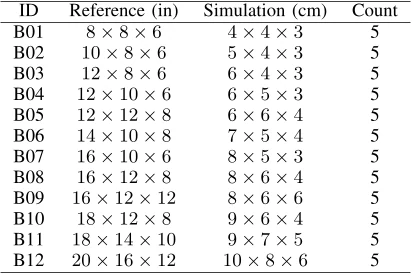 ID Reference (in) Simulation (cm) Count
B01 8 × 8 × 6 4 × 4 × 3 5
B02 10 × 8 × 6 5 × 4 × 3 5
B03 12 × 8 × 6 6 × 4 × 3 5
B04 12 × 10 × 6 6 × 5 × 3 5
B05 12 × 12 × 8 6 × 6 × 4 5
B06 14 × 10 × 8 7 × 5 × 4 5
B07 16 × 10 × 6 8 × 5 × 3 5
B08 16 × 12 × 8 8 × 6 × 4 5
B09 16 × 12 × 12 8 × 6 × 6 5
B10 18 × 12 × 8 9 × 6 × 4 5
B11 18 × 14 × 10 9 × 7 × 5 5
B12 20 × 16 × 12 10 × 8 × 6 5